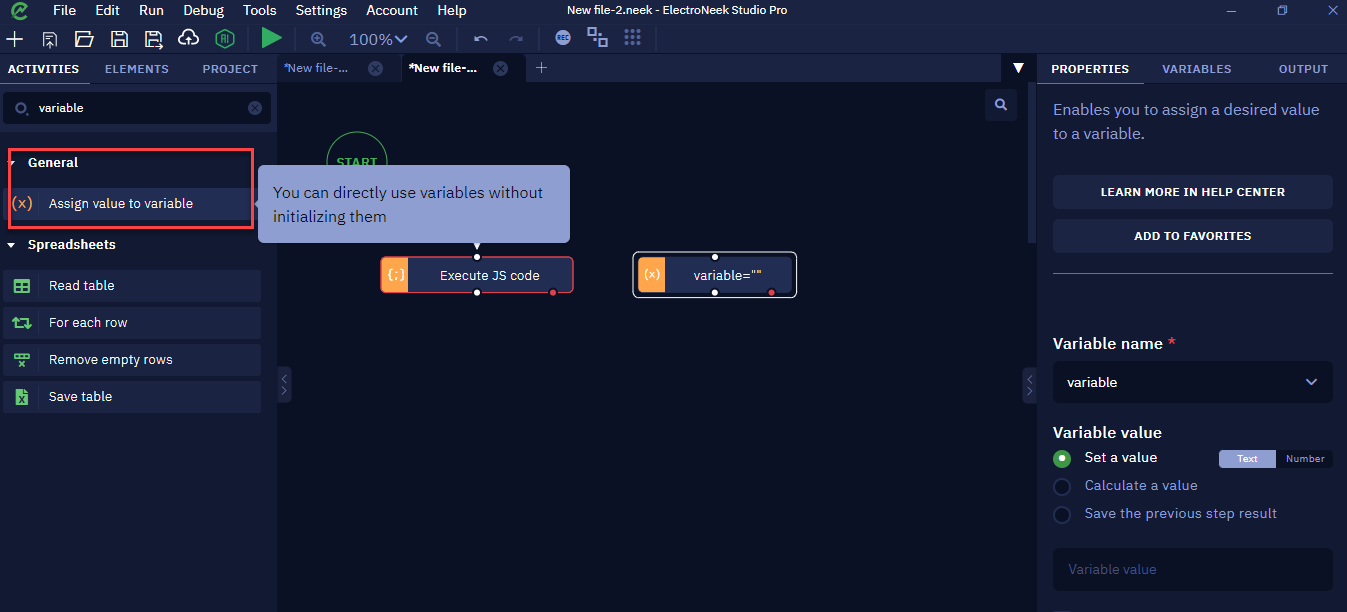 File Edit Run Debug Tools Settings Account Help
New file-2.neek - ElectroNeek Studio Pro
AI
100%
REC
ACTIVITIES ELEMENTS PROJECT
*New file-...
*New file-...
PROPERTIES VARIABLES OUTPUT
variable
General
(x) Assign value to variable
Spreadsheets
Read table
For each row
Remove empty rows
Save table
START
You can directly use variables without
initializing them
{;} Execute JS code
(x) variable=""
Enables you to assign a desired value
to a variable.
LEARN MORE IN HELP CENTER
ADD TO FAVORITES
Variable name *
variable
Variable value
Set a value
Text Number
Calculate a value
Save the previous step result
Variable value